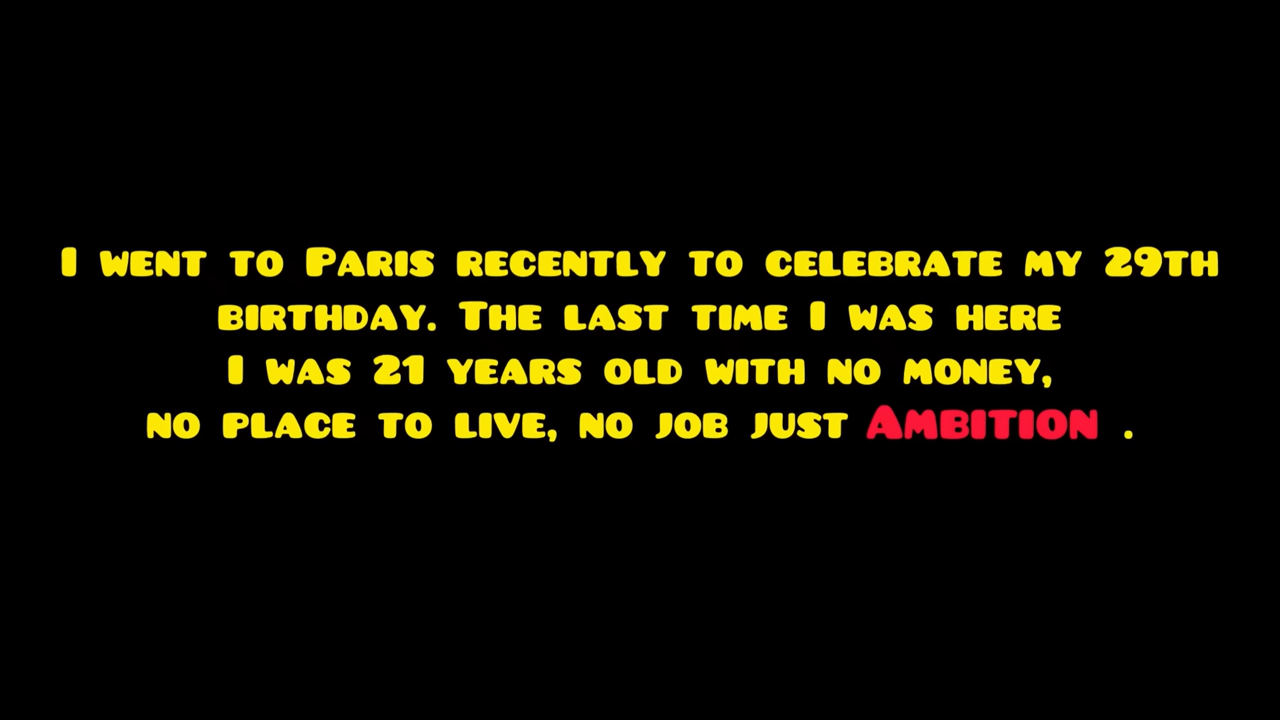 I went to Paris recently to celebrate my 29th
birthday. The last time I was here
I was 21 years old with no money,
no place to live, no job just Ambition .